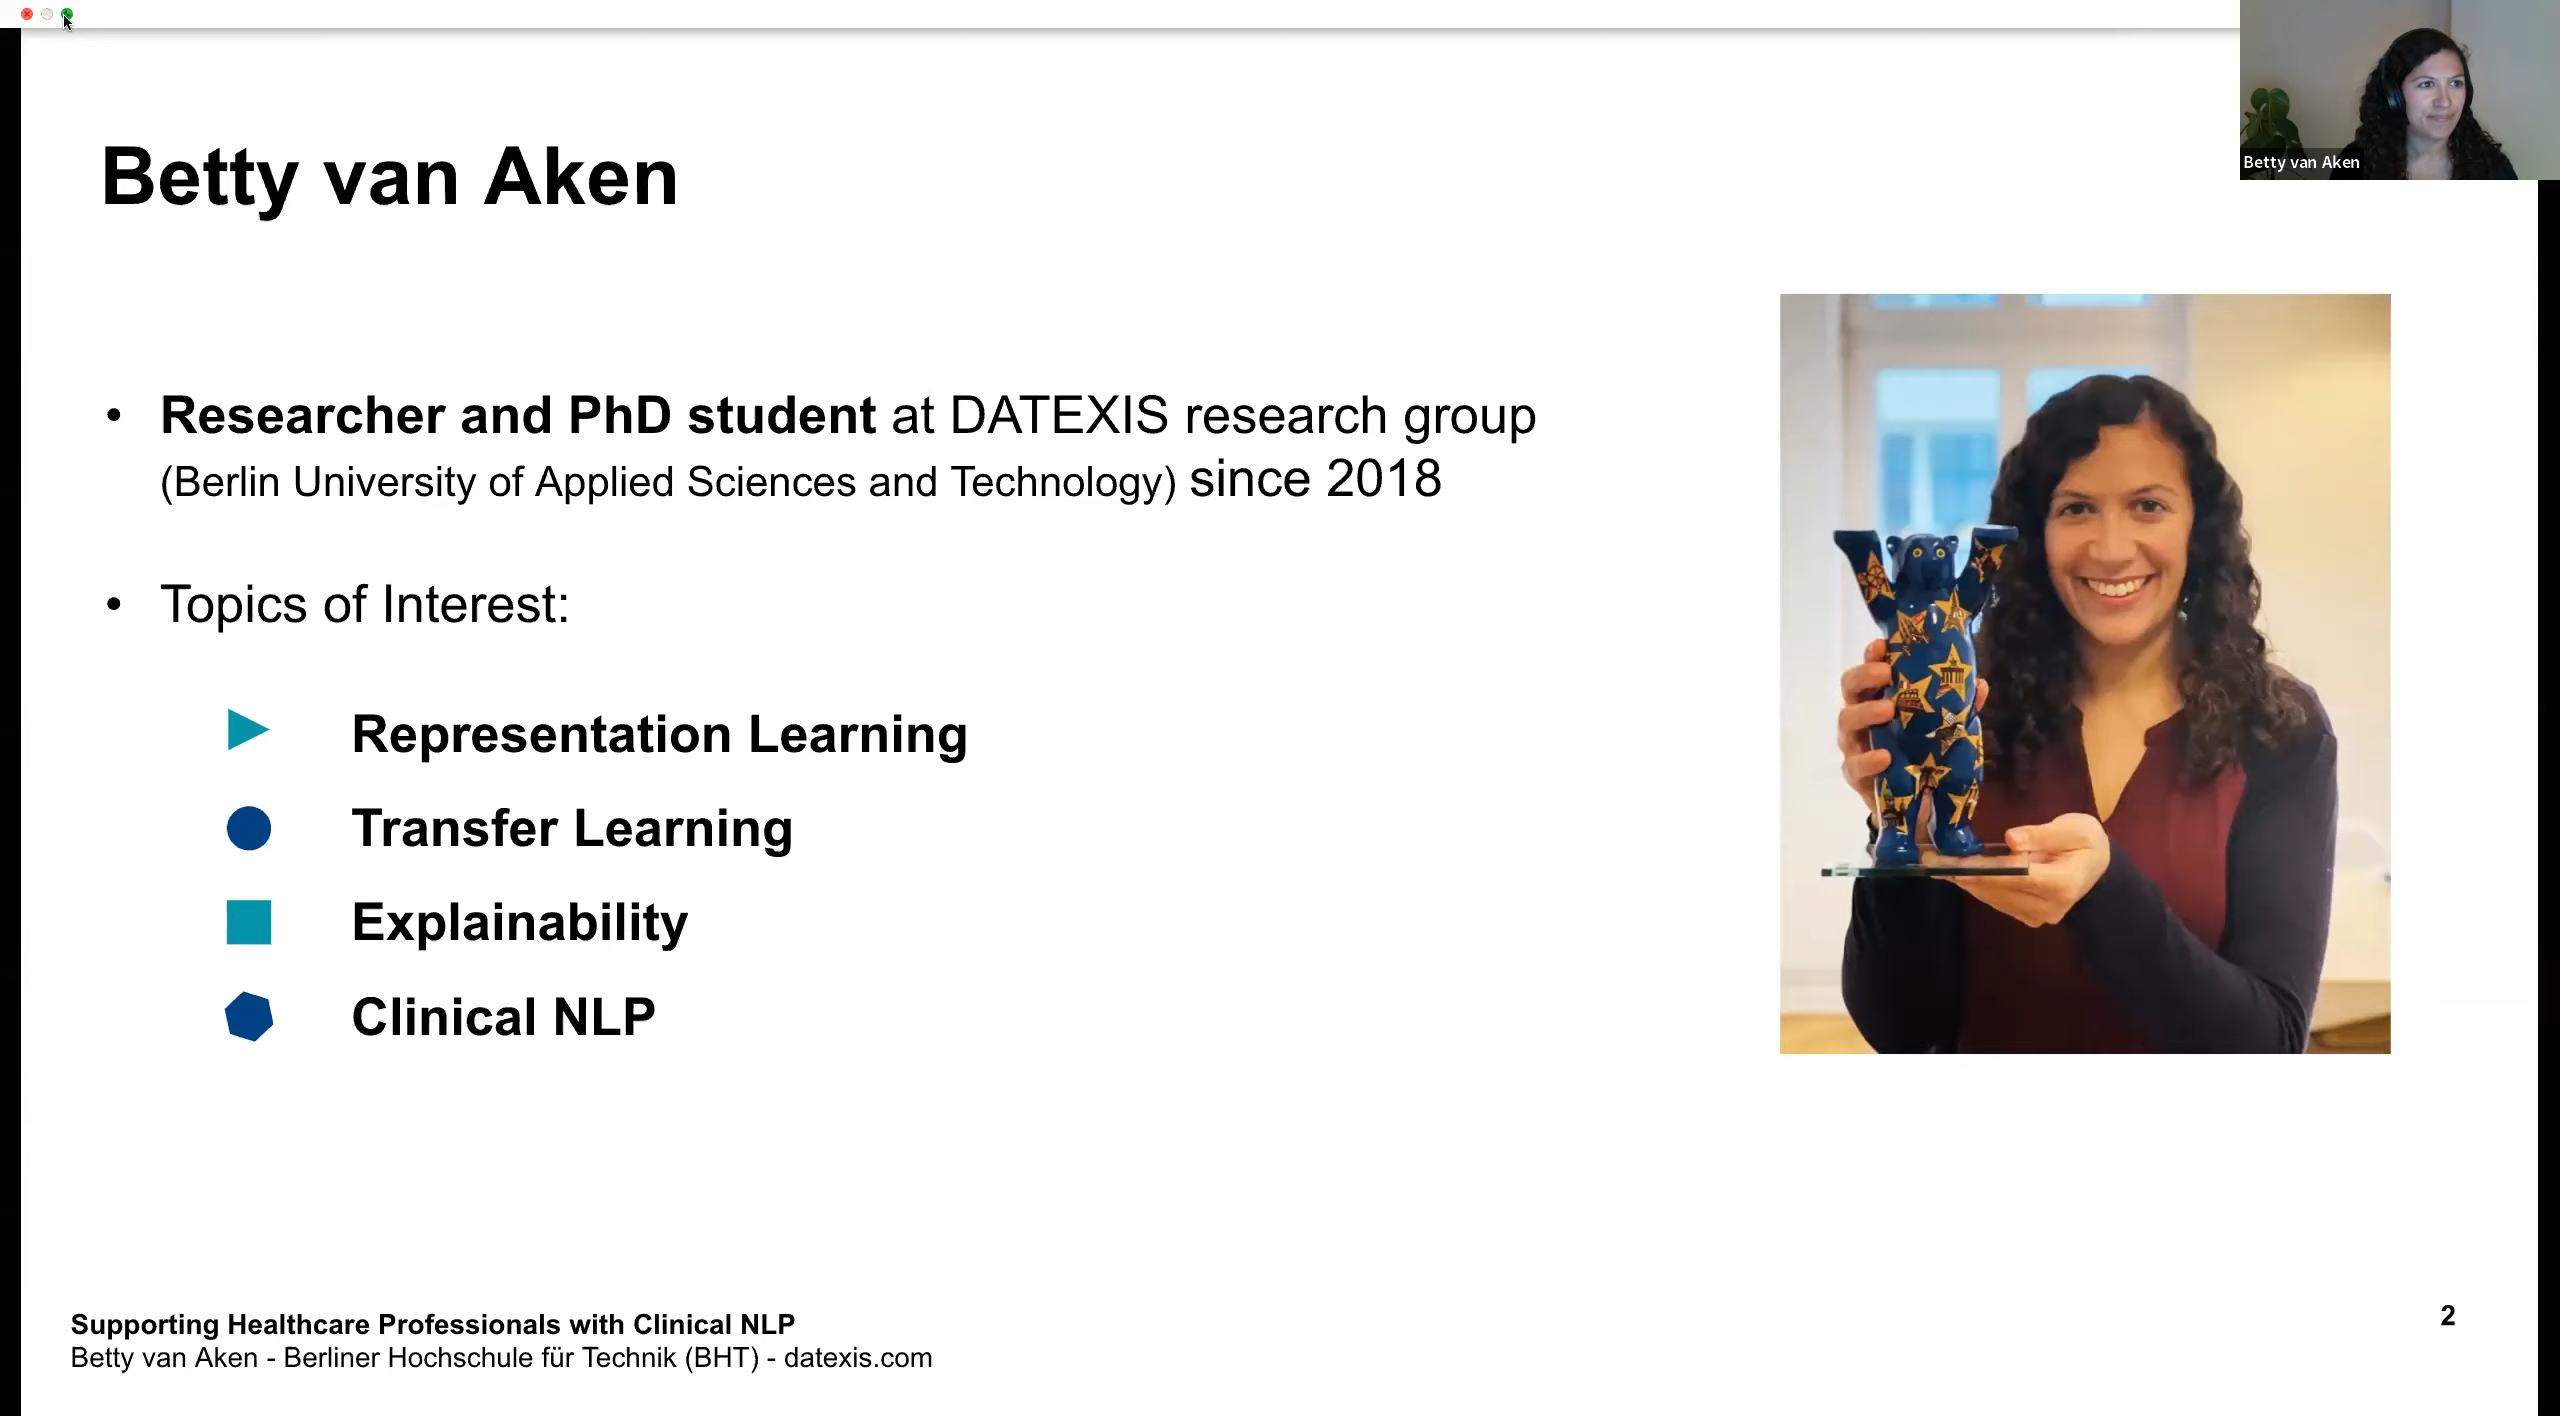 Betty van Aken
Betty van Aken
• Researcher and PhD student at DATEXIS research group
(Berlin University of Applied Sciences and Technology) since 2018
• Topics of Interest:
Representation Learning
Transfer Learning
Explainability
Clinical NLP
Supporting Healthcare Professionals with Clinical NLP
Betty van Aken - Berliner Hochschule für Technik (BHT) - datexis.com
2